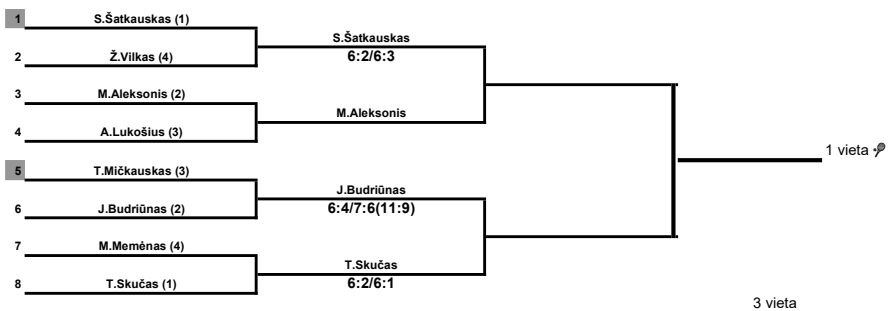 1 S.Šatkauskas (1)
S.Šatkauskas
2 Ž.Vilkas (4)
6:2/6:3
3 M.Aleksonis (2)
M.Aleksonis
4 A.Lukošius (3)
1 vieta
5 T.Mičkauskas (3)
J.Budriūnas
6 J.Budriūnas (2)
6:4/7:6(11:9)
7 M.Memėnas (4)
T.Skučas
8 T.Skučas (1)
6:2/6:1
3 vieta